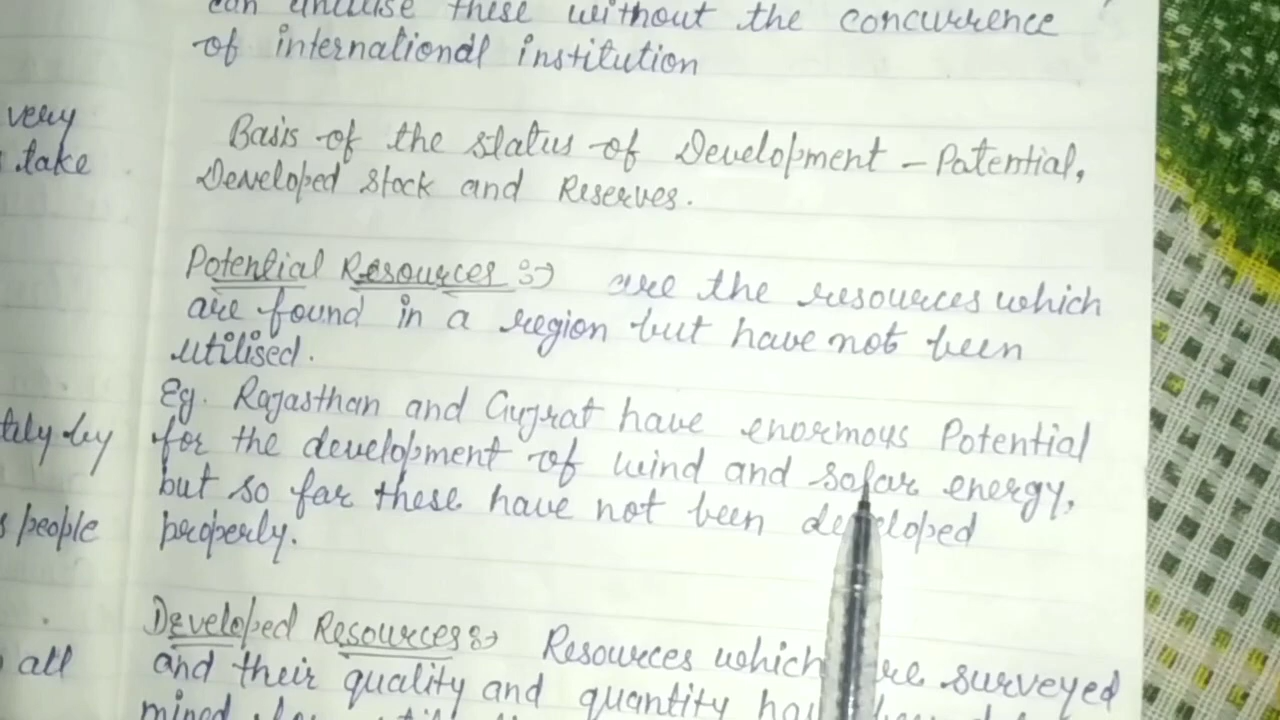 these without the concurrence
of international institution
very
take
Basis of the status of Development - Potential,
Developed stock and Reserves.
Potential Resources :→ are the resources which
are found in a region but have not been
utilised.
Eg. Rajasthan and Gujrat have enormous Potential
for the development of wind and solar energy,
but so far these have not been developed
properly.
by
people
Developed Resources :→ Resources which are surveyed
all
and their quality and quantity